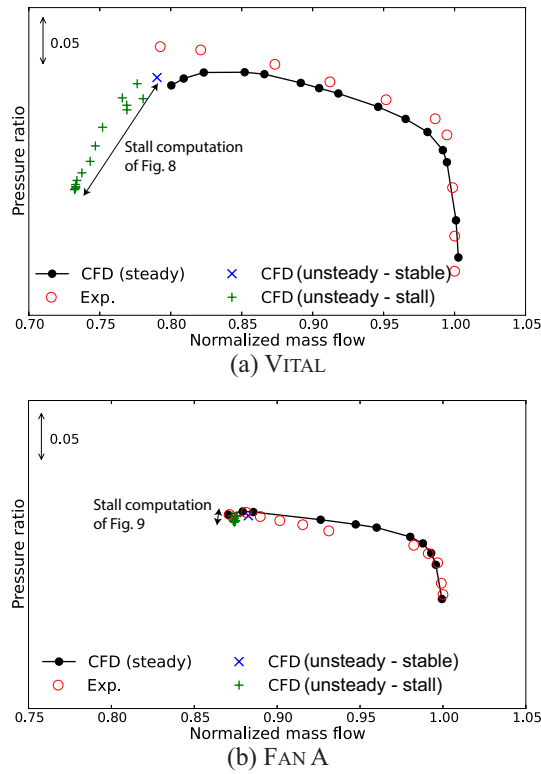 0.05
Pressure ratio
Stall computation
of Fig. 8
CFD (steady)
CFD (unsteady - stable)
Exp.
CFD (unsteady - stall)
0.70 0.75 0.80 0.85 0.90 0.95 1.00 1.05
Normalized mass flow
(a) VITAL
0.05
Pressure ratio
Stall computation
of Fig. 9
CFD (steady)
CFD (unsteady - stable)
Exp.
CFD (unsteady - stall)
0.75 0.80 0.85 0.90 0.95 1.00 1.05
Normalized mass flow
(b) FAN A